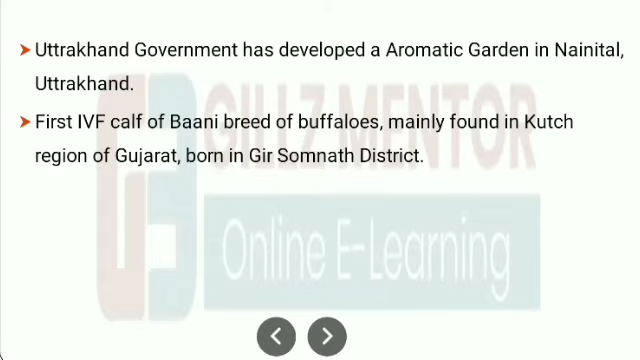 ➤ Uttrakhand Government has developed a Aromatic Garden in Nainital,
Uttrakhand.
➤ First IVF calf of Baani breed of buffaloes, mainly found in Kutch
region of Gujarat, born in Gir Somnath District.
GILLZ MENTOR
Online E-Learning